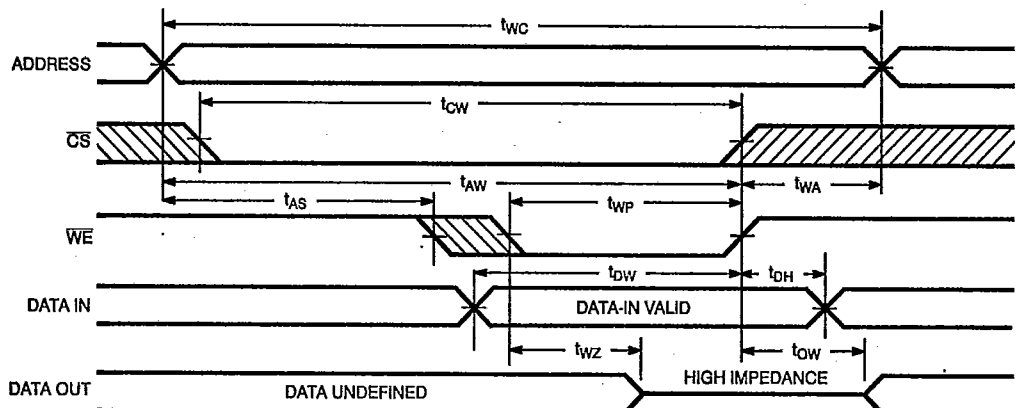 tWC
ADDRESS
tCW
CS
tAW
tWA
tAS
tWP
WE
tDW
tDH
DATA IN
DATA-IN VALID
tWZ
tOW
DATA OUT
DATA UNDEFINED
HIGH IMPEDANCE